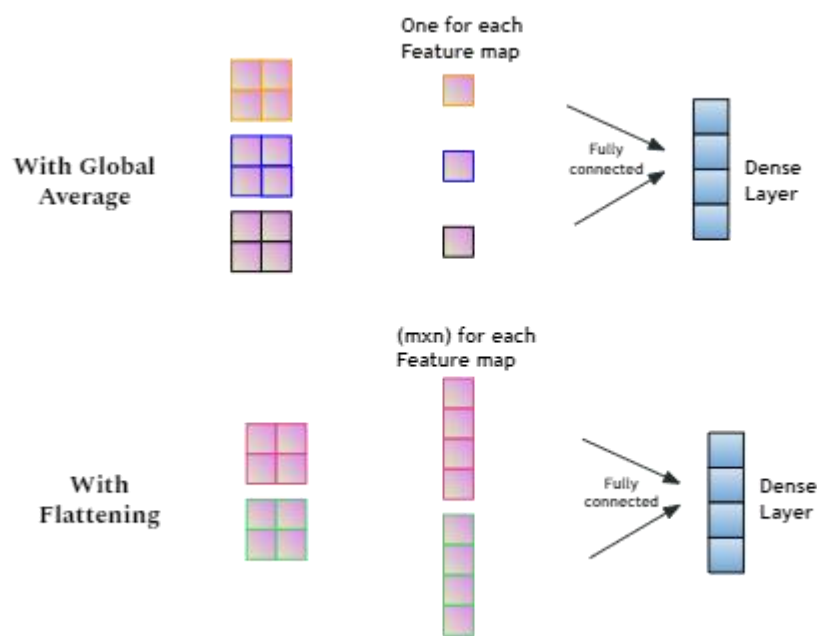 One for each
Feature map
With Global
Average
Fully
connected
Dense
Layer
(mxn) for each
Feature map
With
Flattening
Fully
connected
Dense
Layer